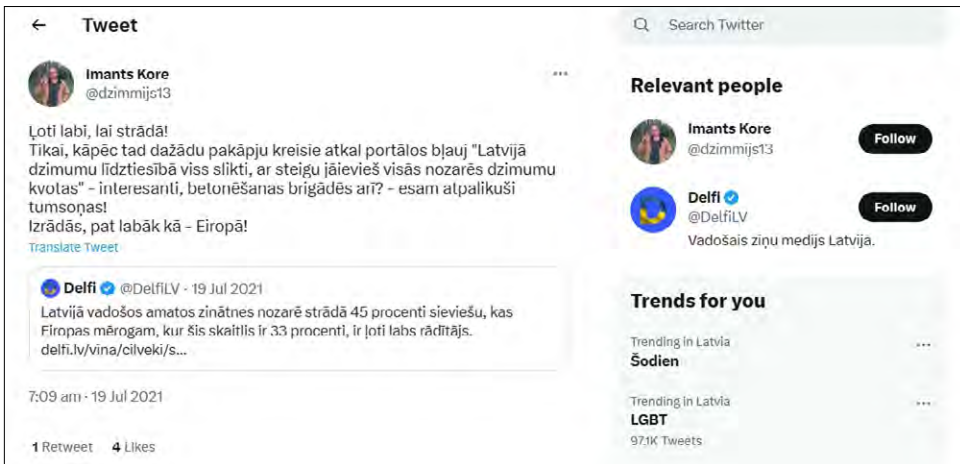 ← Tweet
Imants Kore
@dzimmijs13
Ļoti labi, lai strādā!
Tikai, kāpēc tad dažādu pakāpju kreisie atkal portālos bļauj "Latvijā
dzimumu līdztiesībā viss slikti, ar steigu jāievieš visās nozarēs dzimumu
kvotas" - interesanti, betonēšanas brigādēs arī? - esam atpalikuši
tumsoņas!
Izrādās, pat labāk kā - Eiropā!
Translate Tweet
Delfi @DelfiLV · 19 Jul 2021
Latvijā vadošos amatos zinātnes nozarē strādā 45 procenti sieviešu, kas
Eiropas mērogam, kur šis skaitlis ir 33 procenti, ir ļoti labs rādītājs.
delfi.lv/vina/cilveki/s...
7:09 am · 19 Jul 2021
1 Retweet 4 Likes
Search Twitter
Relevant people
Imants Kore
@dzimmijs13
Follow
Delfi
@DelfiLV
Follow
Vadošais ziņu medijs Latvija.
Trends for you
Trending in Latvia
Šodien
Trending in Latvia
LGBT
97.1K Tweets